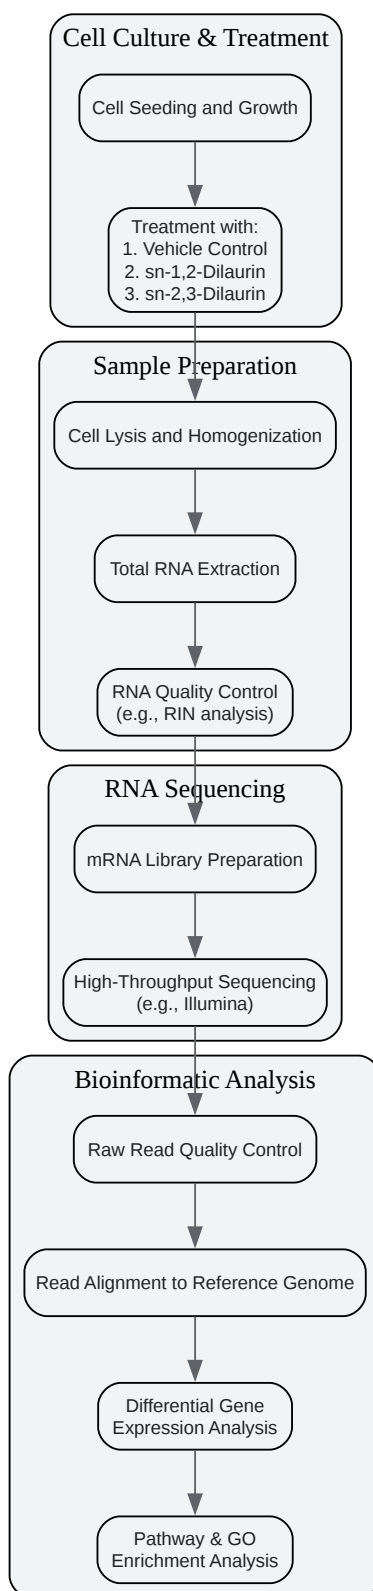 Cell Culture & Treatment
Cell Seeding and Growth
Treatment with:
1. Vehicle Control
2. sn-1,2-Dilaurin
3. sn-2,3-Dilaurin
Sample Preparation
Cell Lysis and Homogenization
Total RNA Extraction
RNA Quality Control
(e.g., RIN analysis)
RNA Sequencing
mRNA Library Preparation
High-Throughput Sequencing
(e.g., Illumina)
Bioinformatic Analysis
Raw Read Quality Control
Read Alignment to Reference Genome
Differential Gene
Expression Analysis
Pathway & GO
Enrichment Analysis